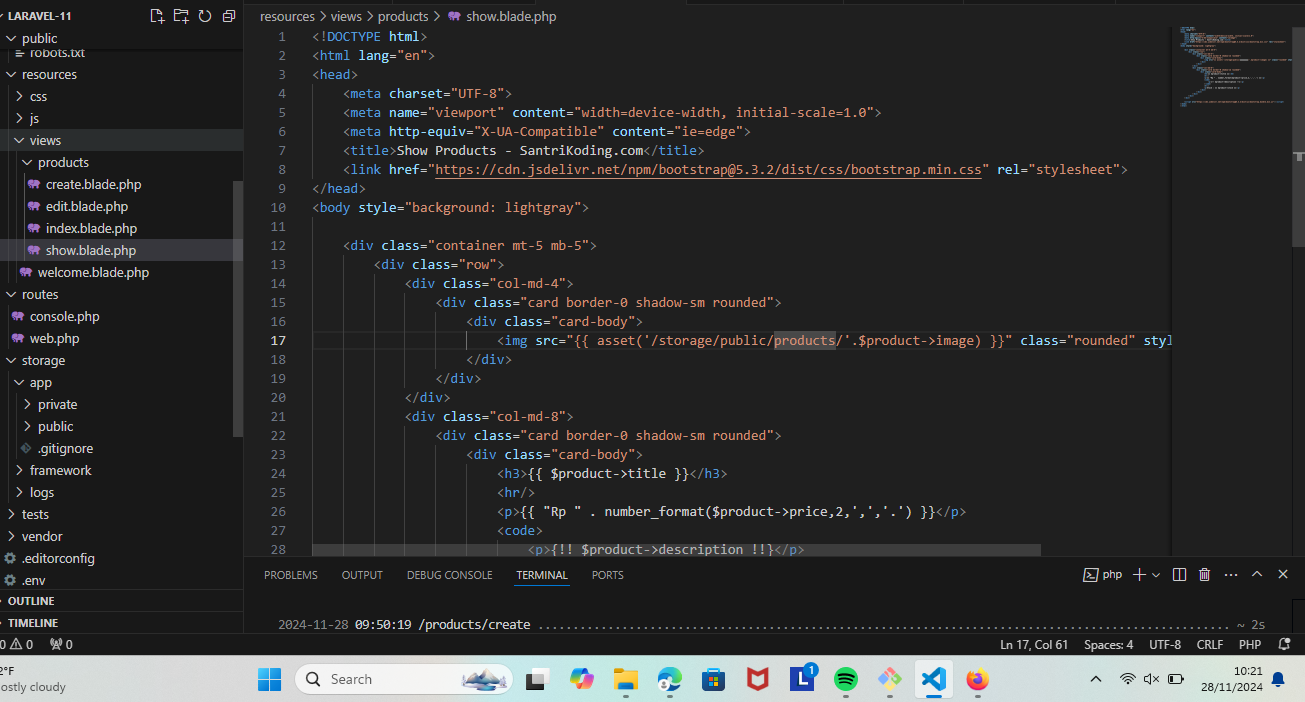 LARAVEL-11
public
robots.txt
resources
css
js
views
products
create.blade.php
edit.blade.php
index.blade.php
show.blade.php
welcome.blade.php
routes
console.php
web.php
storage
app
private
public
.gitignore
framework
logs
tests
vendor
.editorconfig
.env
OUTLINE
TIMELINE
resources > views > products > show.blade.php
1 <!DOCTYPE html>
2 <html lang="en">
3 <head>
4 <meta charset="UTF-8">
5 <meta name="viewport" content="width=device-width, initial-scale=1.0">
6 <meta http-equiv="X-UA-Compatible" content="ie=edge">
7 <title>Show Products - SantriKoding.com</title>
8 <link href="https://cdn.jsdelivr.net/npm/bootstrap@5.3.2/dist/css/bootstrap.min.css" rel="stylesheet">
9 </head>
10 <body style="background: lightgray">
11
12 <div class="container mt-5 mb-5">
13 <div class="row">
14 <div class="col-md-4">
15 <div class="card border-0 shadow-sm rounded">
16 <div class="card-body">
17 <img src="{{ asset('/storage/public/products/'.$product->image) }}" class="rounded" styl
18 </div>
19 </div>
20 </div>
21 <div class="col-md-8">
22 <div class="card border-0 shadow-sm rounded">
23 <div class="card-body">
24 <h3>{{ $product->title }}</h3>
25 <hr/>
26 <p>{{ "Rp " . number_format($product->price,2,',','.') }}</p>
27 <code>
28 <p>{!! $product->description !!}</p>
PROBLEMS OUTPUT DEBUG CONSOLE TERMINAL PORTS
php
2024-11-28 09:50:19 /products/create ........ ~ 2s
0 0 0
Ln 17, Col 61 Spaces: 4 UTF-8 CRLF PHP
2°F
ostly cloudy
Search
L 1
10:21
28/11/2024